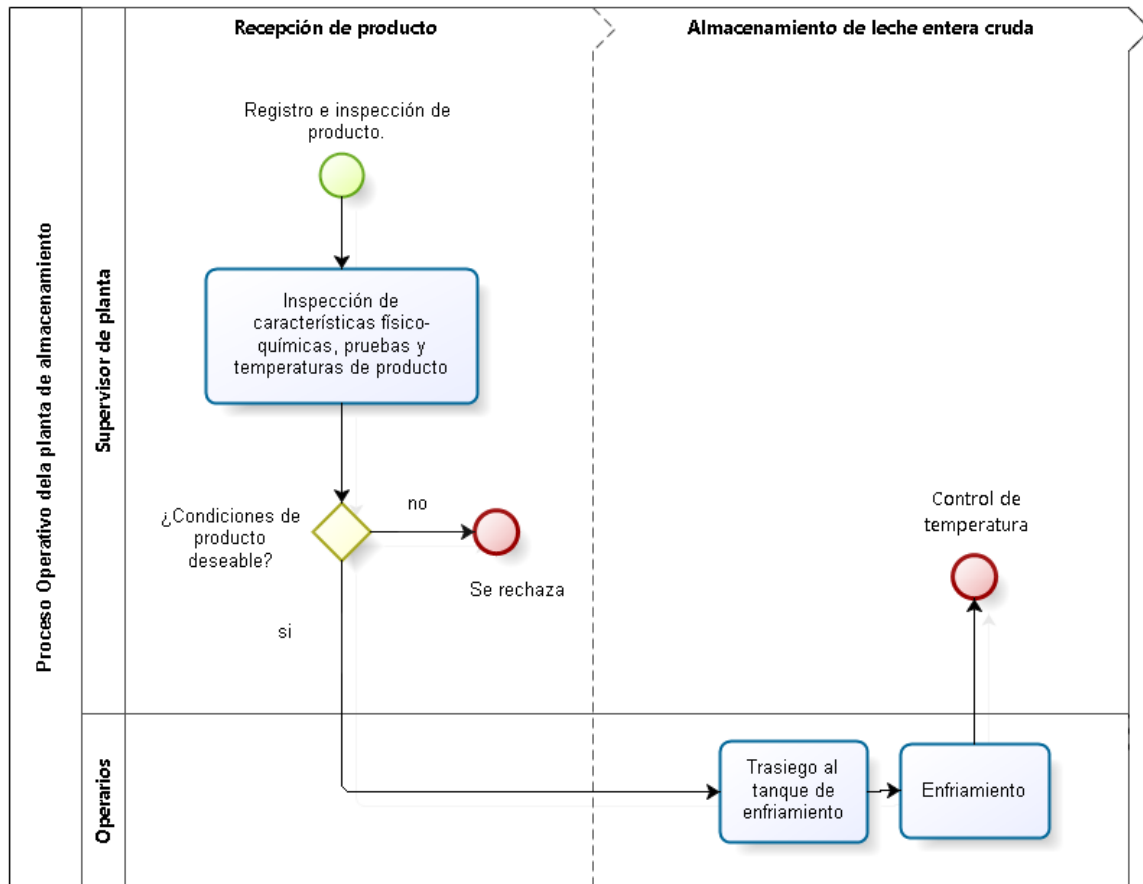 Recepción de producto
Almacenamiento de leche entera cruda
Proceso Operativo dela planta de almacenamiento
Supervisor de planta
Registro e inspección de
producto.
Inspección de
características físico-
químicas, pruebas y
temperaturas de producto
¿Condiciones de
producto
deseable?
no
Se rechaza
si
Control de
temperatura
Operarios
Trasiego al
tanque de
enfriamiento
Enfriamiento